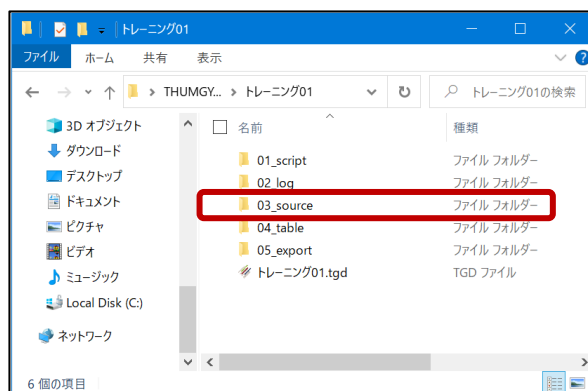 トレーニング01
ファイル ホーム 共有 表示
THUMGY... トレーニング01 トレーニング01の検索
名前 種類
3D オブジェクト
ダウンロード
デスクトップ
ドキュメント
ピクチャ
ビデオ
ミュージック
Local Disk (C:)
ネットワーク
01_script ファイル フォルダー
02_log ファイル フォルダー
03_source ファイル フォルダー
04_table ファイル フォルダー
05_export ファイル フォルダー
トレーニング01.tgd TGD ファイル
6 個の項目